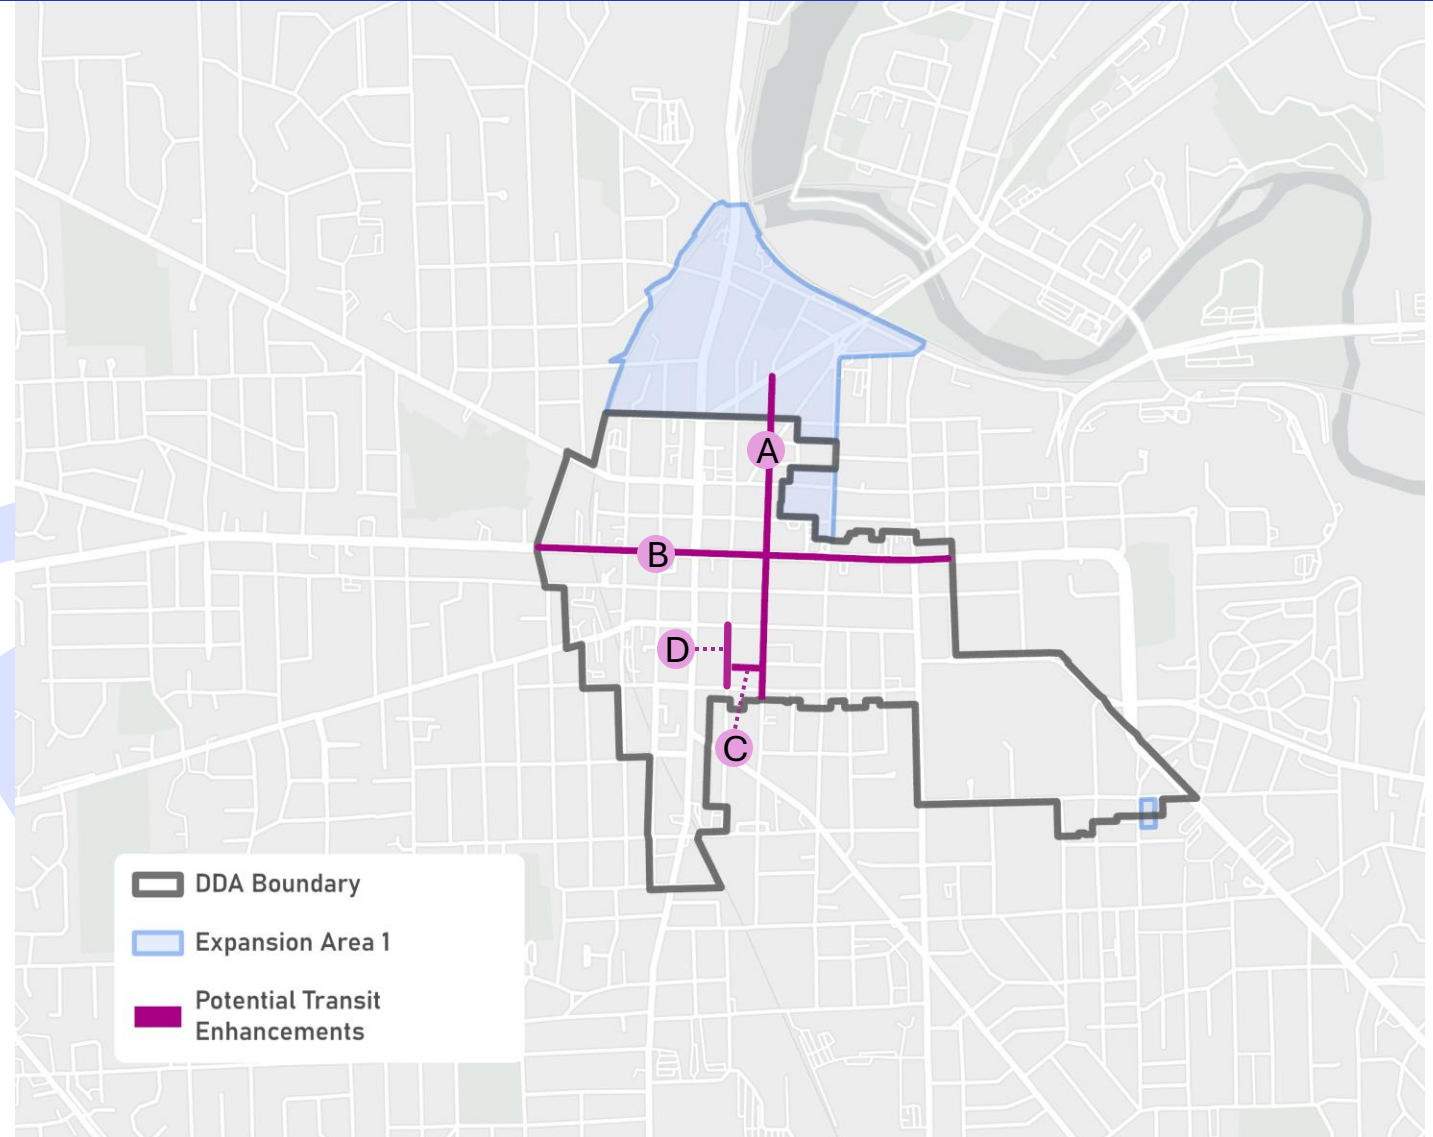 A
B
D
C
DDA Boundary
Expansion Area 1
Potential Transit
Enhancements